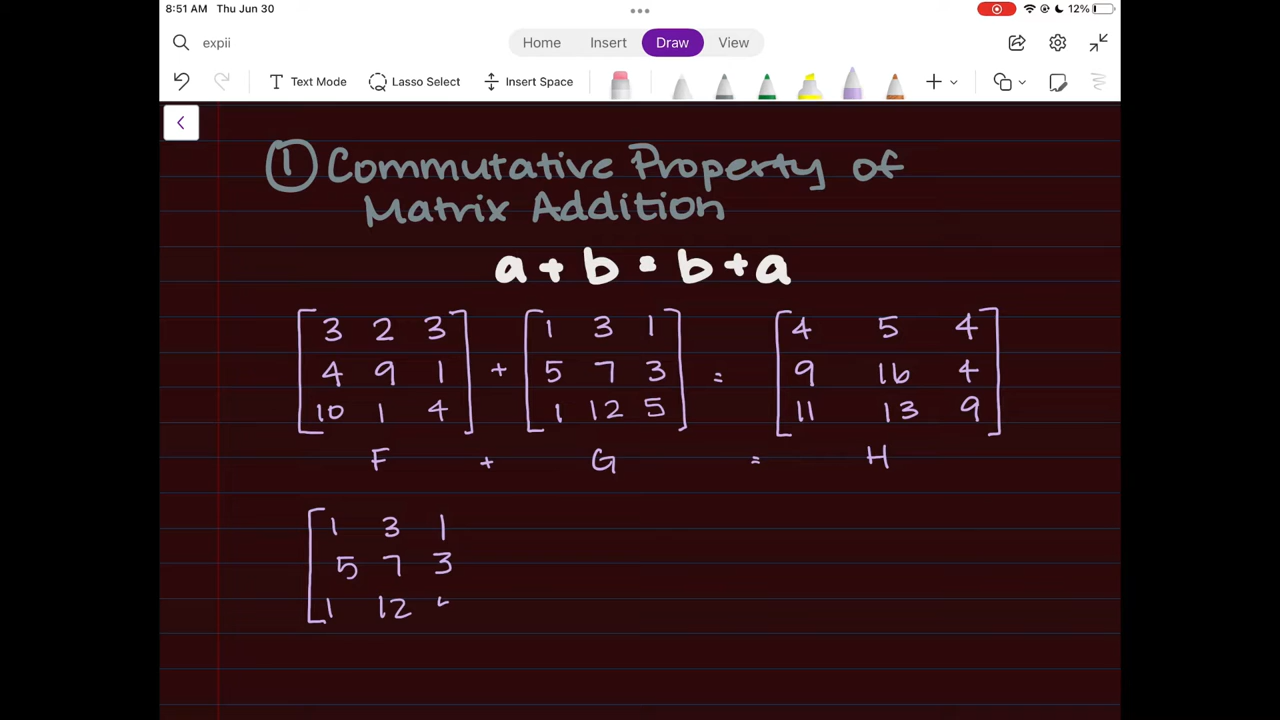 8:51 AM Thu Jun 30
12%
expii
Home Insert Draw View
Text Mode Lasso Select Insert Space
① Commutative Property of
Matrix Addition
a + b = b + a
3 2 3 1 3 1 4 5 4
4 9 1 + 5 7 3 = 9 16 4
10 1 4 1 12 5 11 13 9
F + G = H
1 3 1
5 7 3
1 12